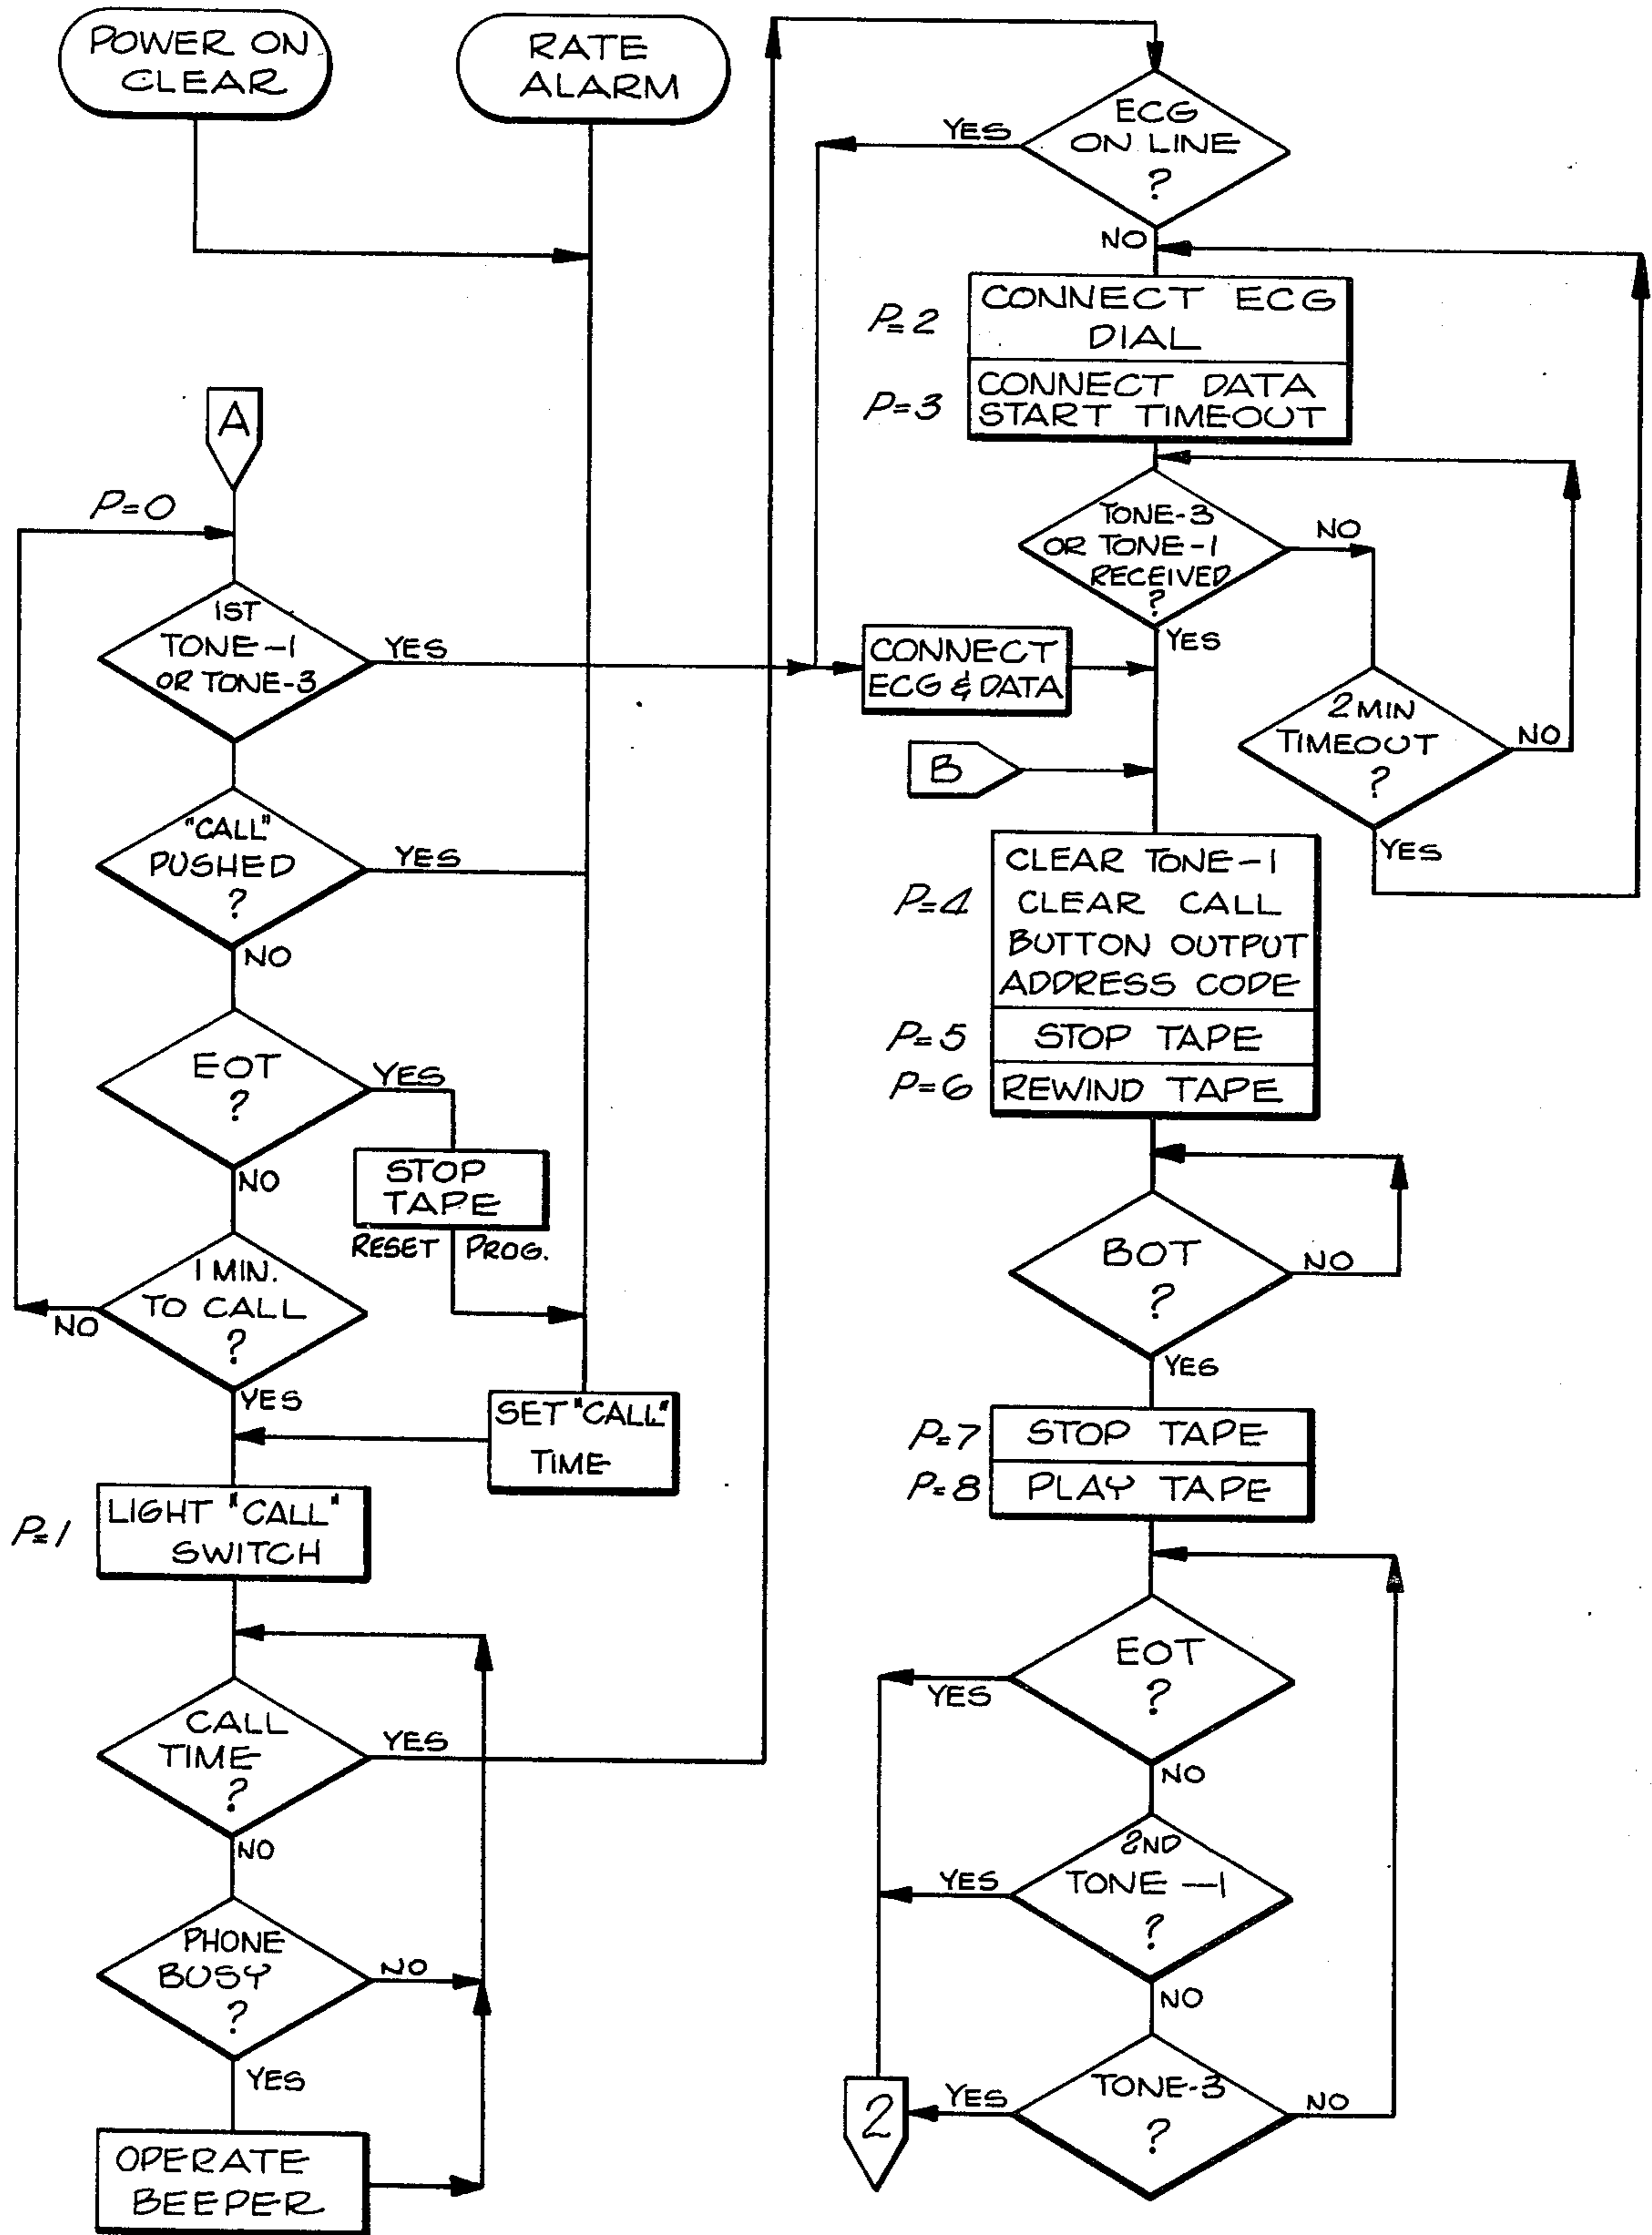 POWER ON
CLEAR
RATE
ALARM
A
P=0
1ST
TONE-1
OR TONE-3
YES
"CALL"
PUSHED
?
YES
NO
EOT
?
YES
NO
STOP
TAPE
RESET PROG.
1 MIN.
TO CALL
?
NO
YES
SET "CALL"
TIME
P=1
LIGHT "CALL"
SWITCH
CALL
TIME
?
YES
NO
PHONE
BUSY
?
NO
YES
OPERATE
BEEPER
ECG
ON LINE
?
YES
NO
P=2
CONNECT ECG
DIAL
P=3
CONNECT DATA
START TIMEOUT
TONE-3
OR TONE-1
RECEIVED
?
NO
YES
CONNECT
ECG & DATA
2 MIN
TIMEOUT
?
NO
YES
B
P=4
CLEAR TONE-1
CLEAR CALL
BUTTON OUTPUT
ADDRESS CODE
P=5
STOP TAPE
P=6
REWIND TAPE
BOT
?
NO
YES
P=7
STOP TAPE
P=8
PLAY TAPE
EOT
?
YES
NO
2ND
TONE-1
?
YES
NO
TONE-3
?
YES
NO
2